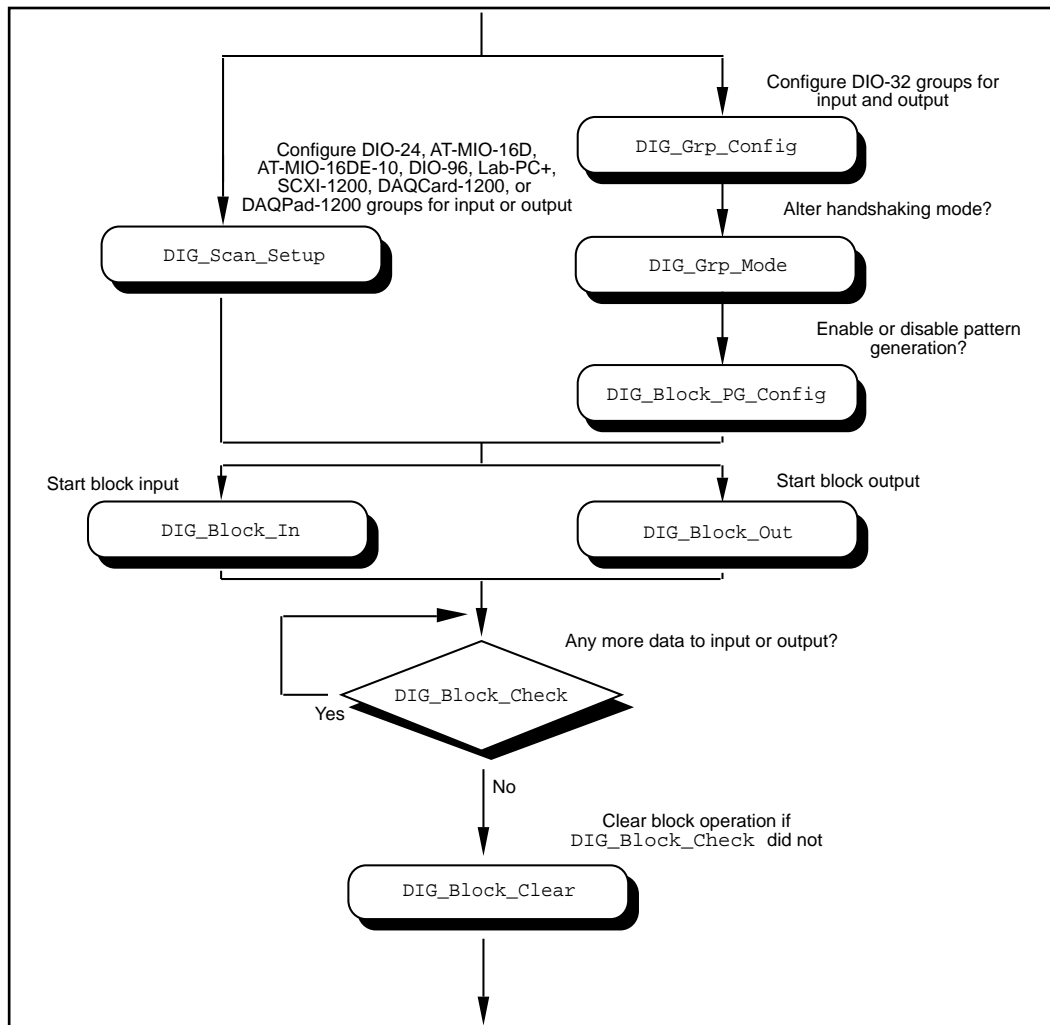 Configure DIO-32 groups for
input and output
DIG_Grp_Config
Configure DIO-24, AT-MIO-16D,
AT-MIO-16DE-10, DIO-96, Lab-PC+,
SCXI-1200, DAQCard-1200, or
DAQPad-1200 groups for input or output
Alter handshaking mode?
DIG_Scan_Setup
DIG_Grp_Mode
Enable or disable pattern
generation?
DIG_Block_PG_Config
Start block input
Start block output
DIG_Block_In
DIG_Block_Out
Any more data to input or output?
DIG_Block_Check
Yes
No
Clear block operation if
DIG_Block_Check did not
DIG_Block_Clear